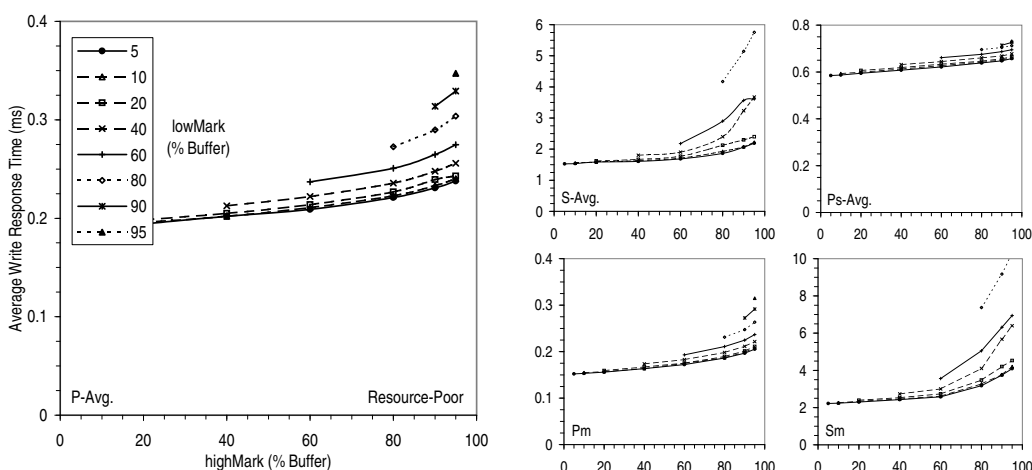 0.4
0.3
0.2
0.1
0
Average Write Response Time (ms)
5
10
20
40
60
80
90
95
lowMark
(% Buffer)
P-Avg.
Resource-Poor
0 20 40 60 80 100
highMark (% Buffer)
6
5
4
3
2
1
0
S-Avg.
0 20 40 60 80 100
0.8
0.6
0.4
0.2
0
Ps-Avg.
0 20 40 60 80 100
0.4
0.3
0.2
0.1
0
Pm
0 20 40 60 80 100
10
8
6
4
2
0
Sm
0 20 40 60 80 100